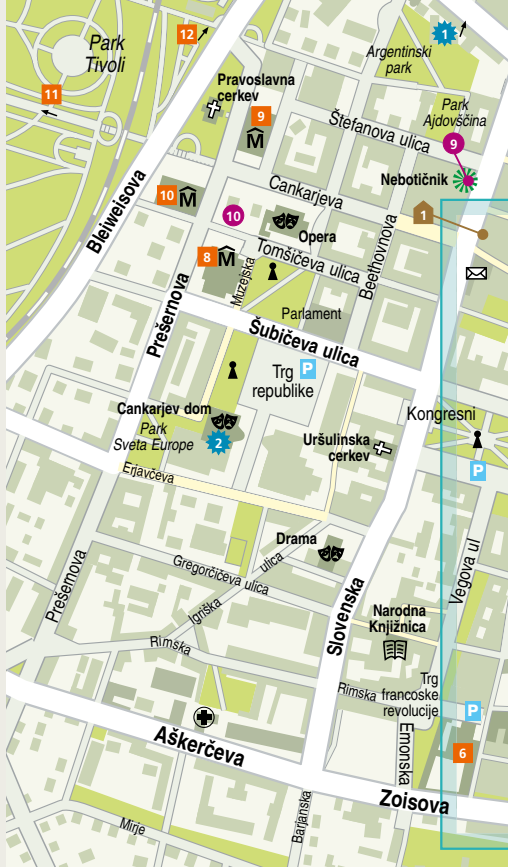 Park
Tivoli
12
1
Argentinski
park
11
Pravoslavna
cerkev
9
Park
Ajdovščina
Štefanova ulica
9
Nebotičnik
Bleiweisova
10
Cankarjeva
10
Opera
1
8
Tomšičeva ulica
Beethovnova
Muzejska
Prešernova
Parlament
Šubičeva ulica
Trg
republike
P
Cankarjev dom
Park
Sveta Europe
2
Kongresni
Uršulinska
cerkev
P
Erjavčeva
Drama
Gregorčičeva ulica
Igriška
ulica
Prešernova
Vegova ul
Slovenska
Narodna
Knjižnica
Rimska
Rimska
Trg
francoske
revolucije
P
Emonska
6
Aškerčeva
Zoisova
Barjanska
Mirje